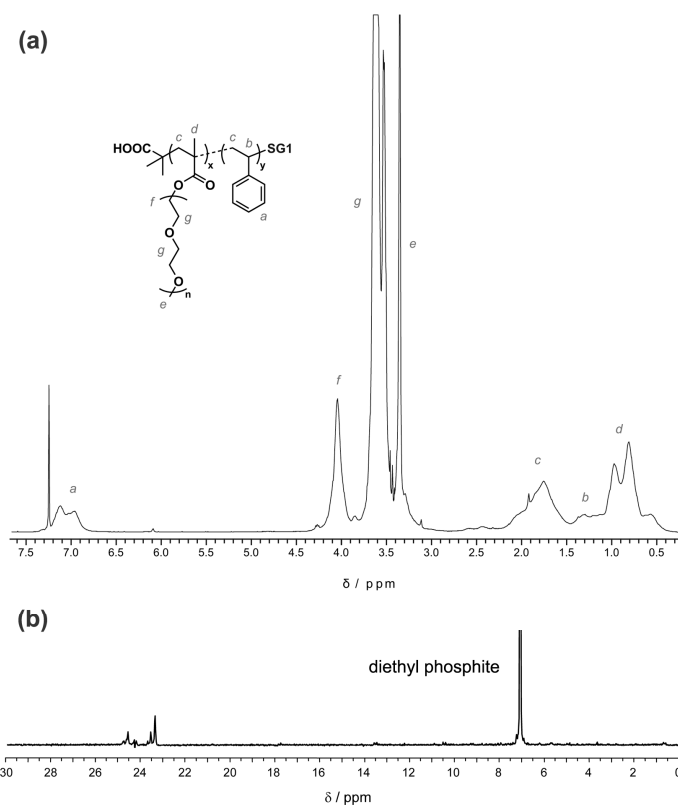 (a)
c d c b
HOOC SG1
x y
O O
f a
g
O
g
O
n
e
g
e
f
a
c
d
b
7.5 7.0 6.5 6.0 5.5 5.0 4.5 4.0 3.5 3.0 2.5 2.0 1.5 1.0 0.5
δ / ppm
(b)
diethyl phosphite
30 28 26 24 22 20 18 16 14 12 10 8 6 4 2 0
δ / ppm